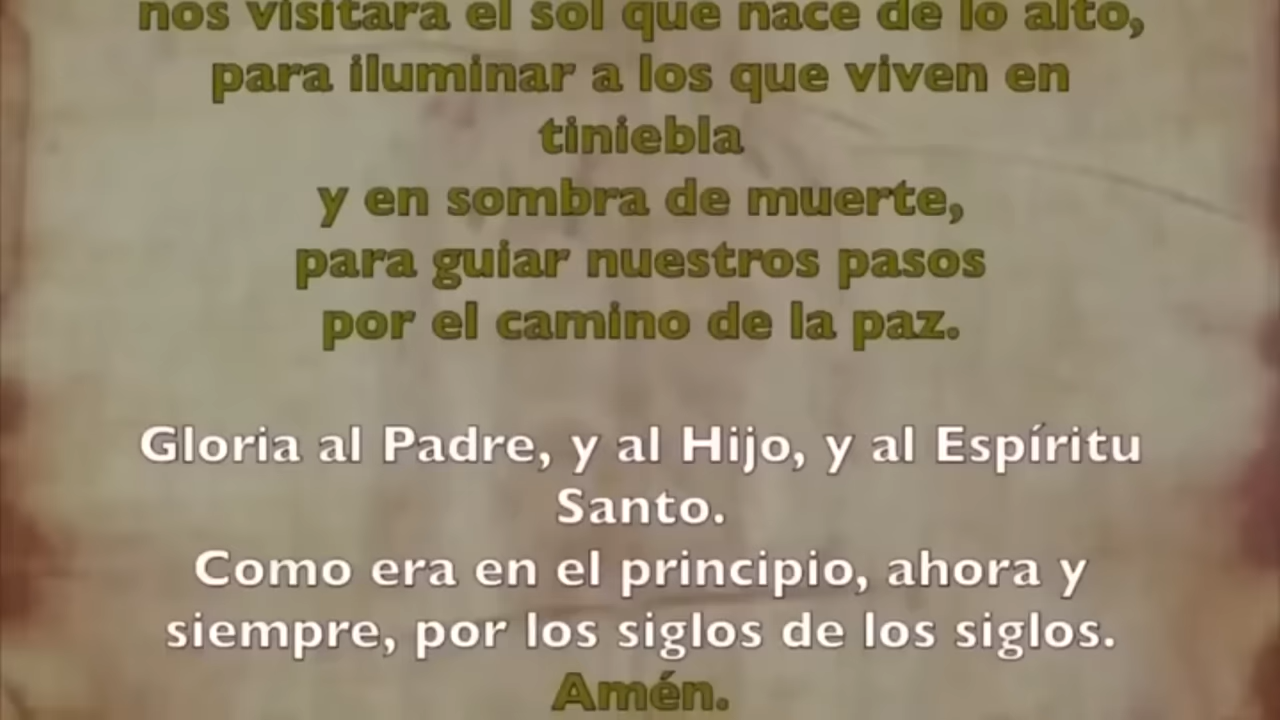 nos visitará el sol que nace de lo alto,
para iluminar a los que viven en
tiniebla
y en sombra de muerte,
para guiar nuestros pasos
por el camino de la paz.
Gloria al Padre, y al Hijo, y al Espíritu
Santo.
Como era en el principio, ahora y
siempre, por los siglos de los siglos.
Amén.